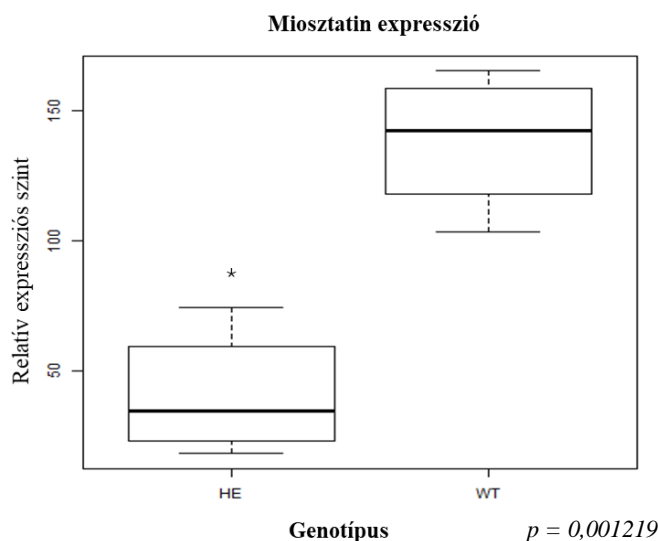 Miosztatin expresszió
Relatív expressziós szint
150
100
50
*
HE
WT
Genotípus
p = 0,001219